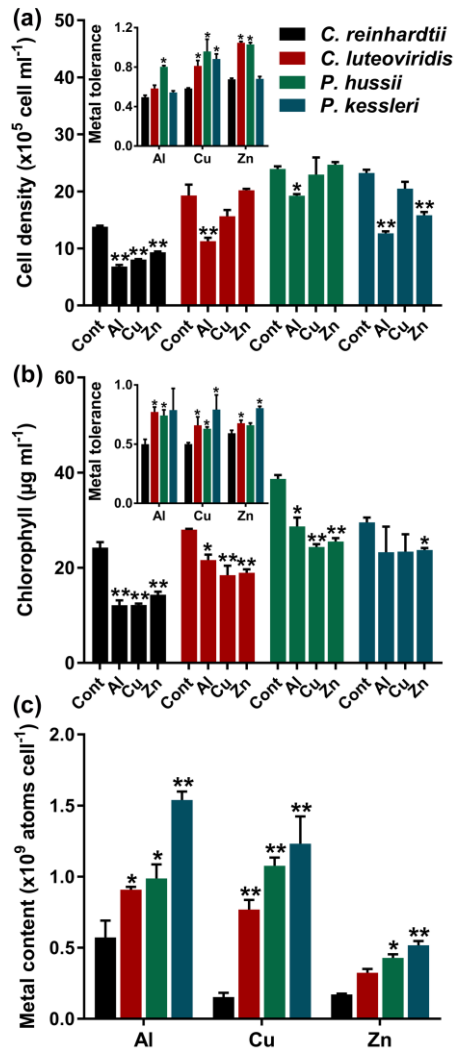 (a)
C. reinhardtii
C. luteoviridis
P. hussii
P. kessleri
Metal tolerance
1.2
0.8
0.4
0.0
Al Cu Zn
* * * * * *
Cell density (x10⁵ cell ml⁻¹)
50
40
30
20
10
0
** ** ** ** * ** **
Cont Al Cu Zn Cont Al Cu Zn Cont Al Cu Zn Cont Al Cu Zn
(b)
Metal tolerance
1.0
0.5
0.0
Al Cu Zn
* * * * * *
Chlorophyll (µg ml⁻¹)
60
40
20
0
** ** ** * ** ** * ** ** *
Cont Al Cu Zn Cont Al Cu Zn Cont Al Cu Zn Cont Al Cu Zn
(c)
Metal content (x10⁹ atoms cell⁻¹)
2.0
1.5
1.0
0.5
0.0
* * ** ** ** ** * **
Al Cu Zn